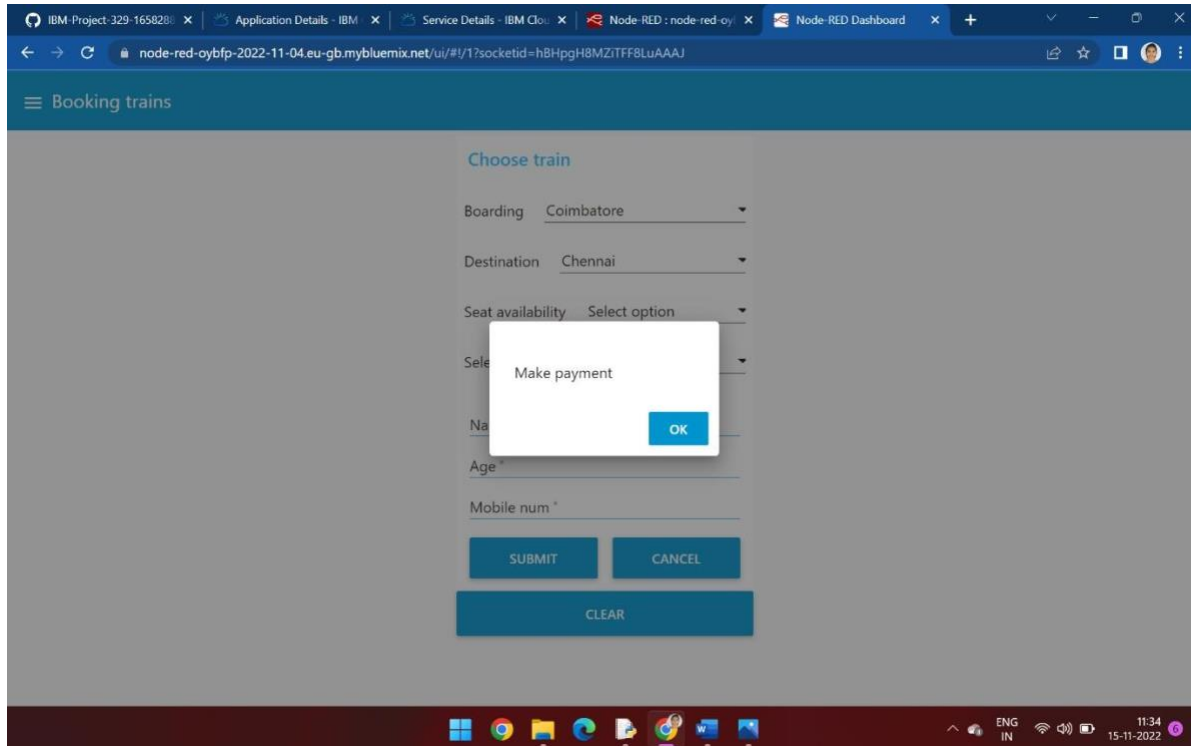 IBM-Project-329-1658288
Application Details - IBM
Service Details - IBM Clou
Node-RED : node-red-oy
Node-RED Dashboard
node-red-oybfp-2022-11-04.eu-gb.mybluemix.net/ui/#!/1?socketid=hBHpgH8MZiTFF8LuAAAJ
Booking trains
Choose train
Boarding Coimbatore
Destination Chennai
Seat availability Select option
Sele
Make payment
Na
OK
Age *
Mobile num *
SUBMIT CANCEL
CLEAR
ENG
IN
11:34
15-11-2022
6